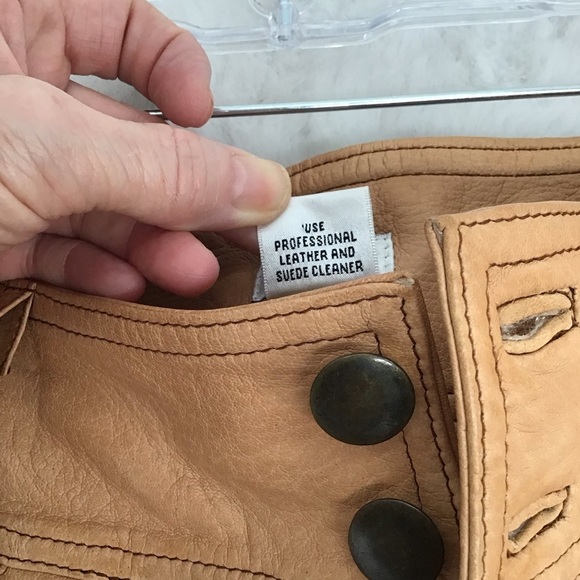 'USE
PROFESSIONAL
LEATHER AND
SUEDE CLEANER